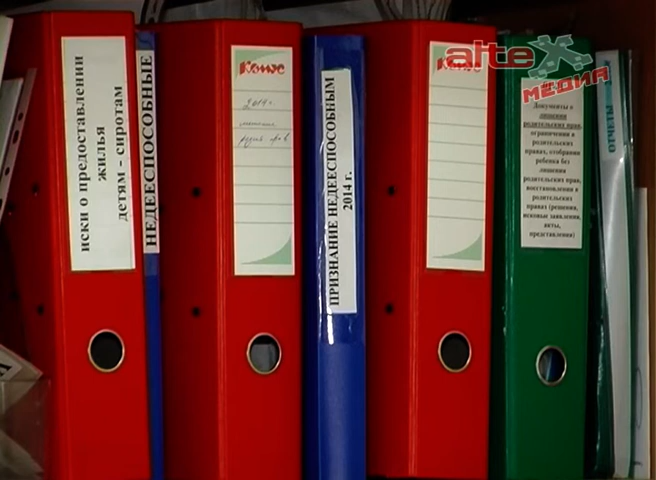 иски о предоставлении
жилья
детям - сиротам
НЕДЕЕСПОСОБНЫЕ
Комус
2014 г.
ПРИЗНАНИЕ НЕДЕЕСПОСОБНЫМ
2014 г.
Комус
alteX
МЕДИА
Документы о
лишении
родительских прав,
ограничении в
родительских
правах, отобрании
ребенка без
лишения
родительских прав,
восстановлении в
родительских
правах (решения,
исковые заявления,
акты,
представления)
ОТЧЕТЫ